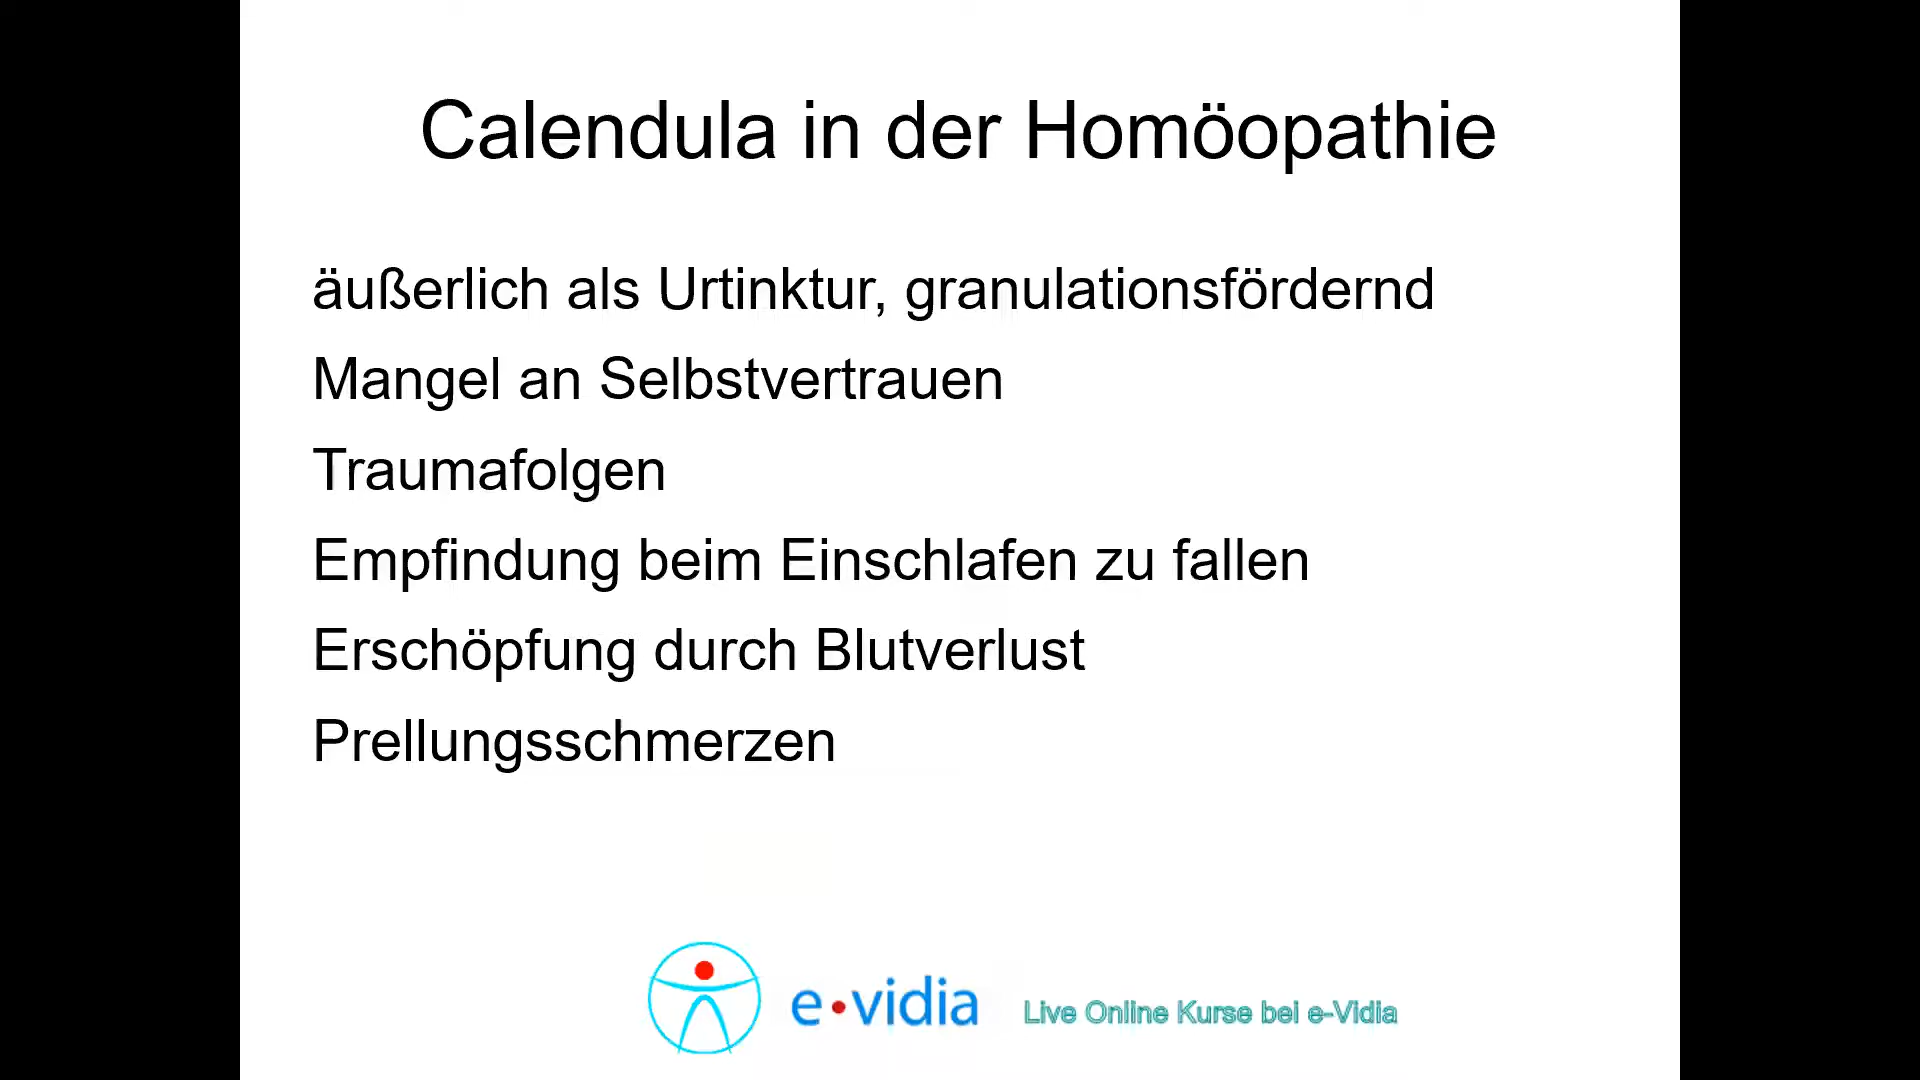 Calendula in der Homöopathie
äußerlich als Urtinktur, granulationsfördernd
Mangel an Selbstvertrauen
Traumafolgen
Empfindung beim Einschlafen zu fallen
Erschöpfung durch Blutverlust
Prellungsschmerzen
e•vidia Live Online Kurse bei e-Vidia